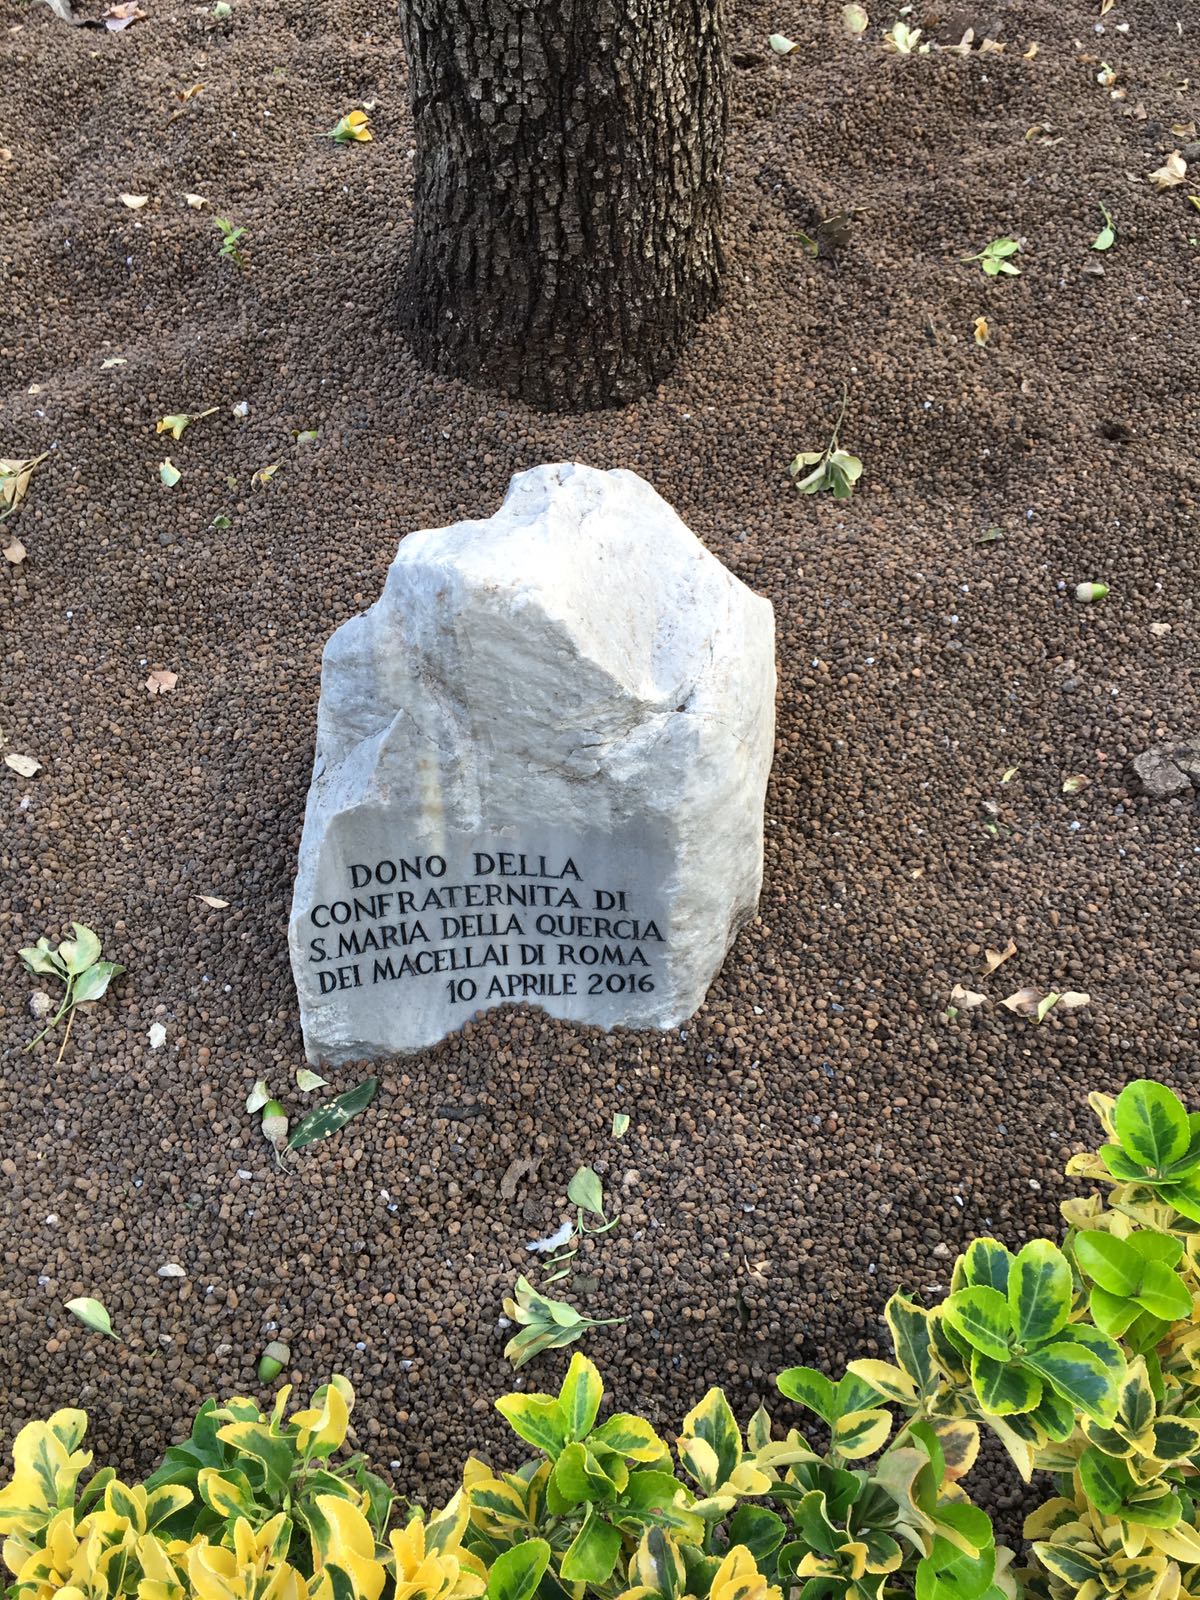 DONO DELLA
CONFRATERNITA DI
S. MARIA DELLA QUERCIA
DEI MACELLAI DI ROMA
10 APRILE 2016